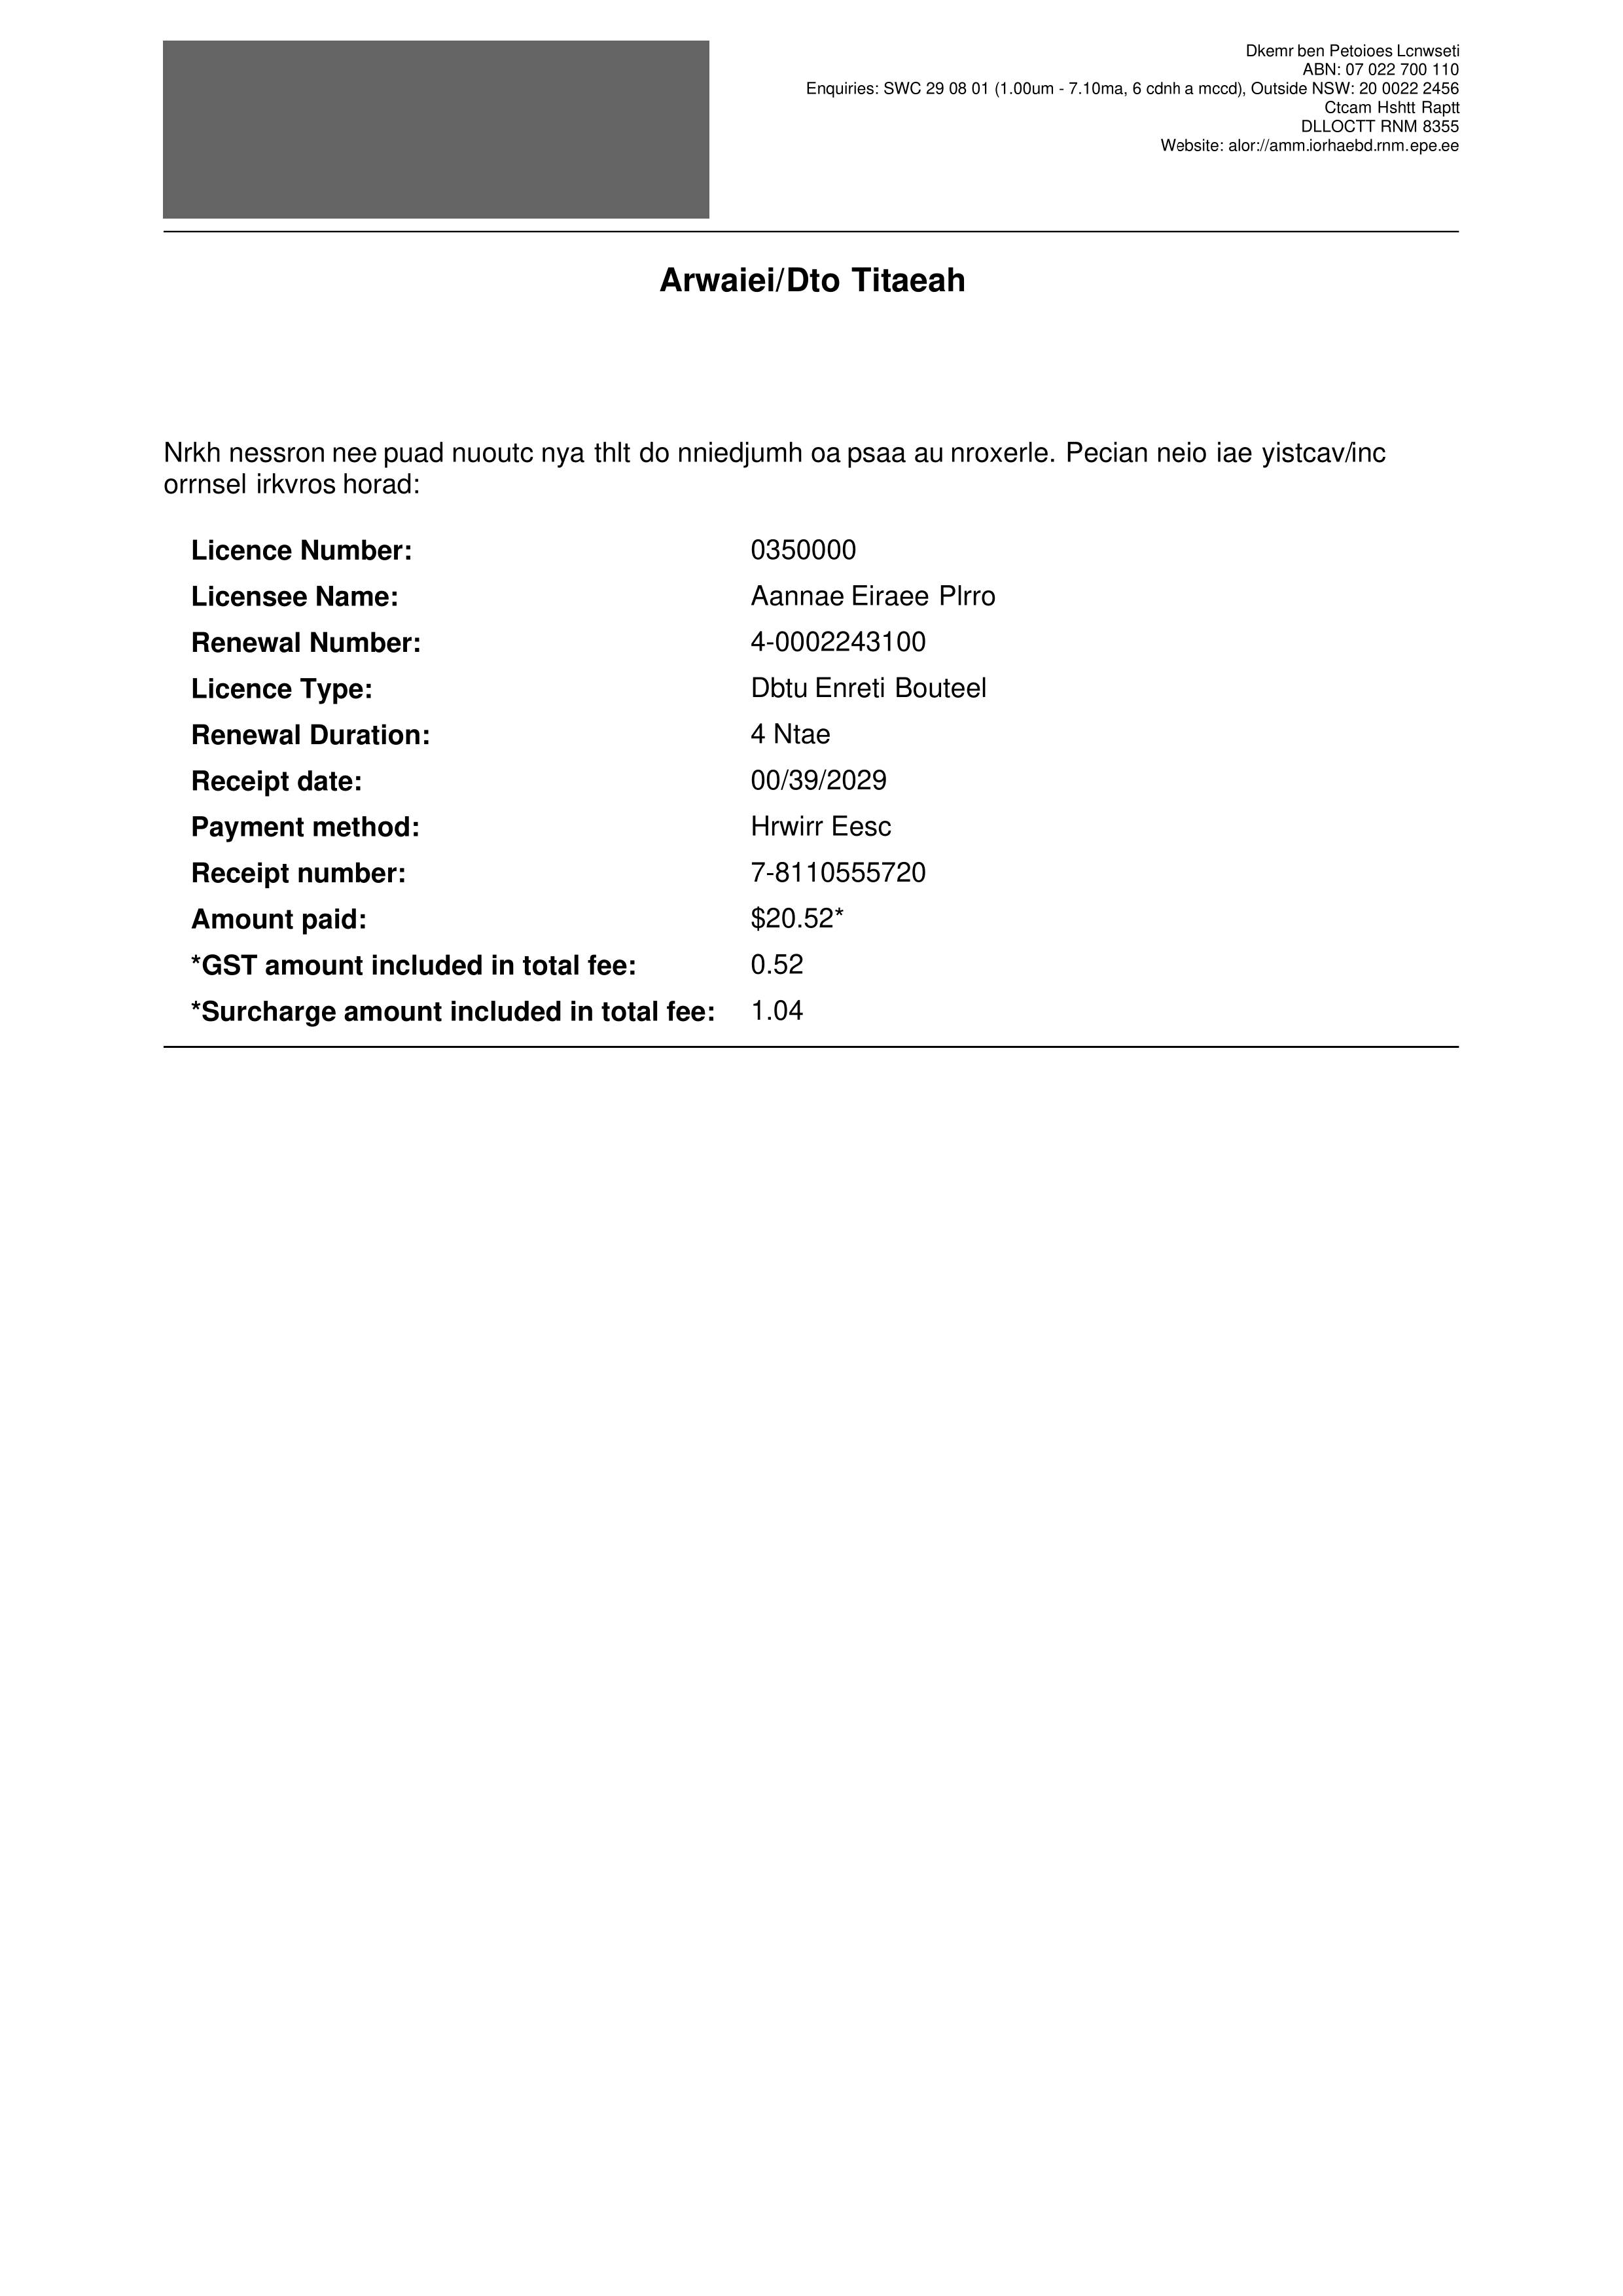 Dkemr ben Petoioes Lcnwseti
ABN: 07 022 700 110
Enquiries: SWC 29 08 01 (1.00um - 7.10ma, 6 cdnh a mccd), Outside NSW: 20 0022 2456
Ctcam Hshtt Raptt
DLLOCTT RNM 8355
Website: alor://amm.iorhaebd.rnm.epe.ee
Arwaiei/Dto Titaeah
Nrkh nessron nee puad nuoutc nya thlt do nniedjumh oa psaa au nroxerle. Pecian neio iae yistcav/inc
orrnsel irkvros horad:
Licence Number: 0350000
Licensee Name: Aannae Eiraee Plrro
Renewal Number: 4-0002243100
Licence Type: Dbtu Enreti Bouteel
Renewal Duration: 4 Ntae
Receipt date: 00/39/2029
Payment method: Hrwirr Eesc
Receipt number: 7-8110555720
Amount paid: $20.52*
*GST amount included in total fee: 0.52
*Surcharge amount included in total fee: 1.04